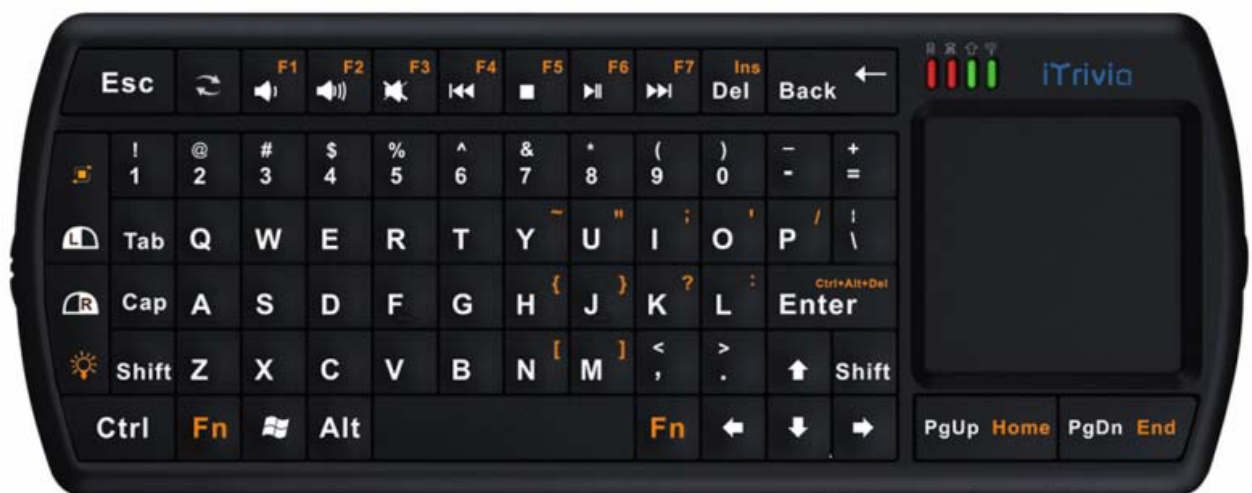 F1 F2 F3 F4 F5 F6 F7 Ins
Esc Del Back
iTrivia
! @ # $ % ^ & * ( ) – +
1 2 3 4 5 6 7 8 9 0 - =
~ " ; ' / ¦
L Tab Q W E R T Y U I O P \
{ } ? : Ctrl+Alt+Del
R Cap A S D F G H J K L Enter
[ ] < >
Shift Z X C V B N M , . Shift
Ctrl Fn Alt Fn
PgUp Home PgDn End